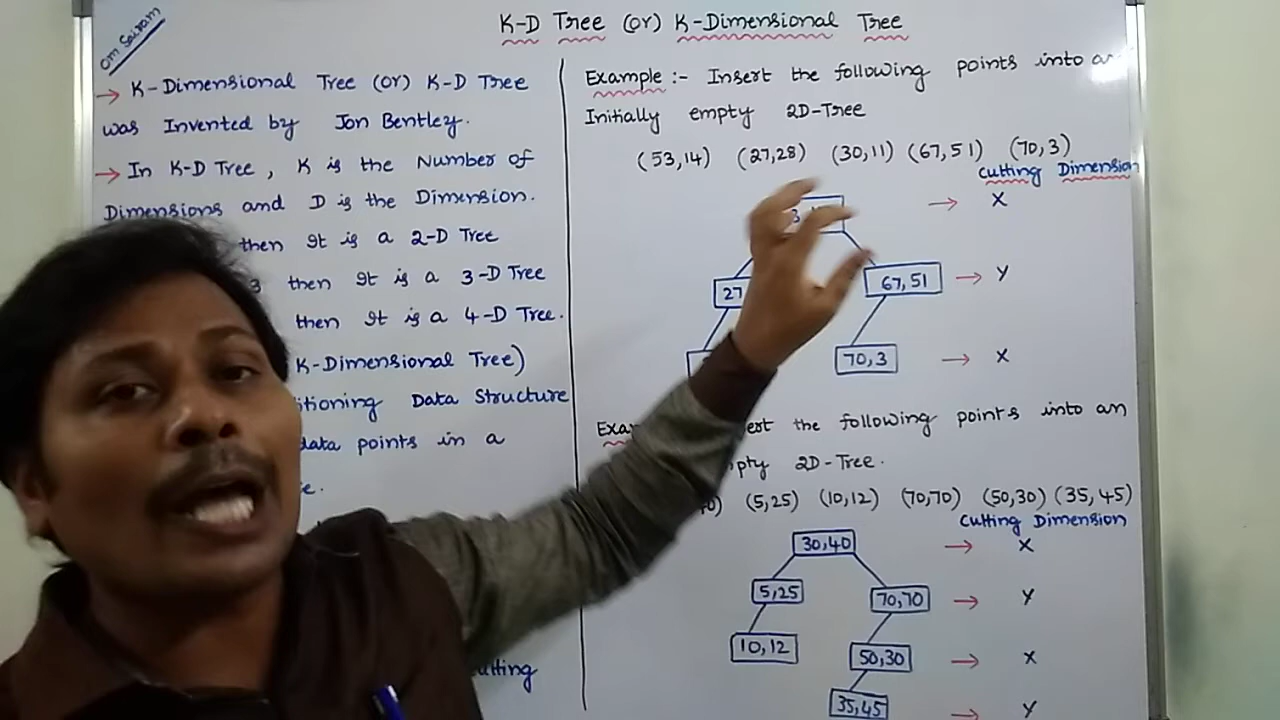 Om Sairam
K-D Tree (or) K-Dimensional Tree
→ K-Dimensional Tree (or) K-D Tree
was Invented by Jon Bentley.
→ In K-D Tree, K is the Number of
Dimensions and D is the Dimension.
then It is a 2-D Tree
3 then It is a 3-D Tree
then It is a 4-D Tree.
K-Dimensional Tree)
itioning Data Structure
data points in a
e.
utting
Example :- Insert the following points into an
Initially empty 2D-Tree
(53,14) (27,28) (30,11) (67,51) (70,3)
Cutting Dimension
→ X
67,51 → Y
27
70,3 → X
Exa ert the following points into an
pty 2D-Tree.
40) (5,25) (10,12) (70,70) (50,30) (35,45)
Cutting Dimension
30,40 → X
5,25 70,70 → Y
10,12 50,30 → X
35,45 → Y